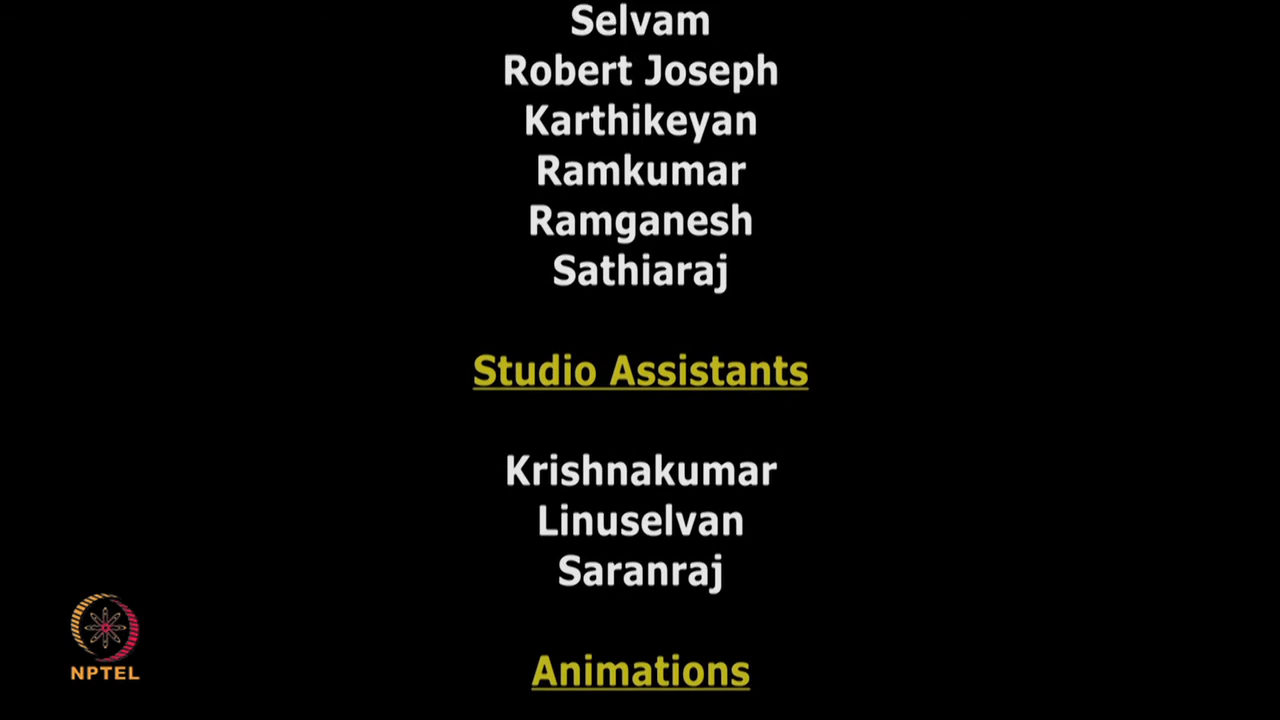 Selvam
Robert Joseph
Karthikeyan
Ramkumar
Ramganesh
Sathiaraj
Studio Assistants
Krishnakumar
Linuselvan
Saranraj
NPTEL
Animations